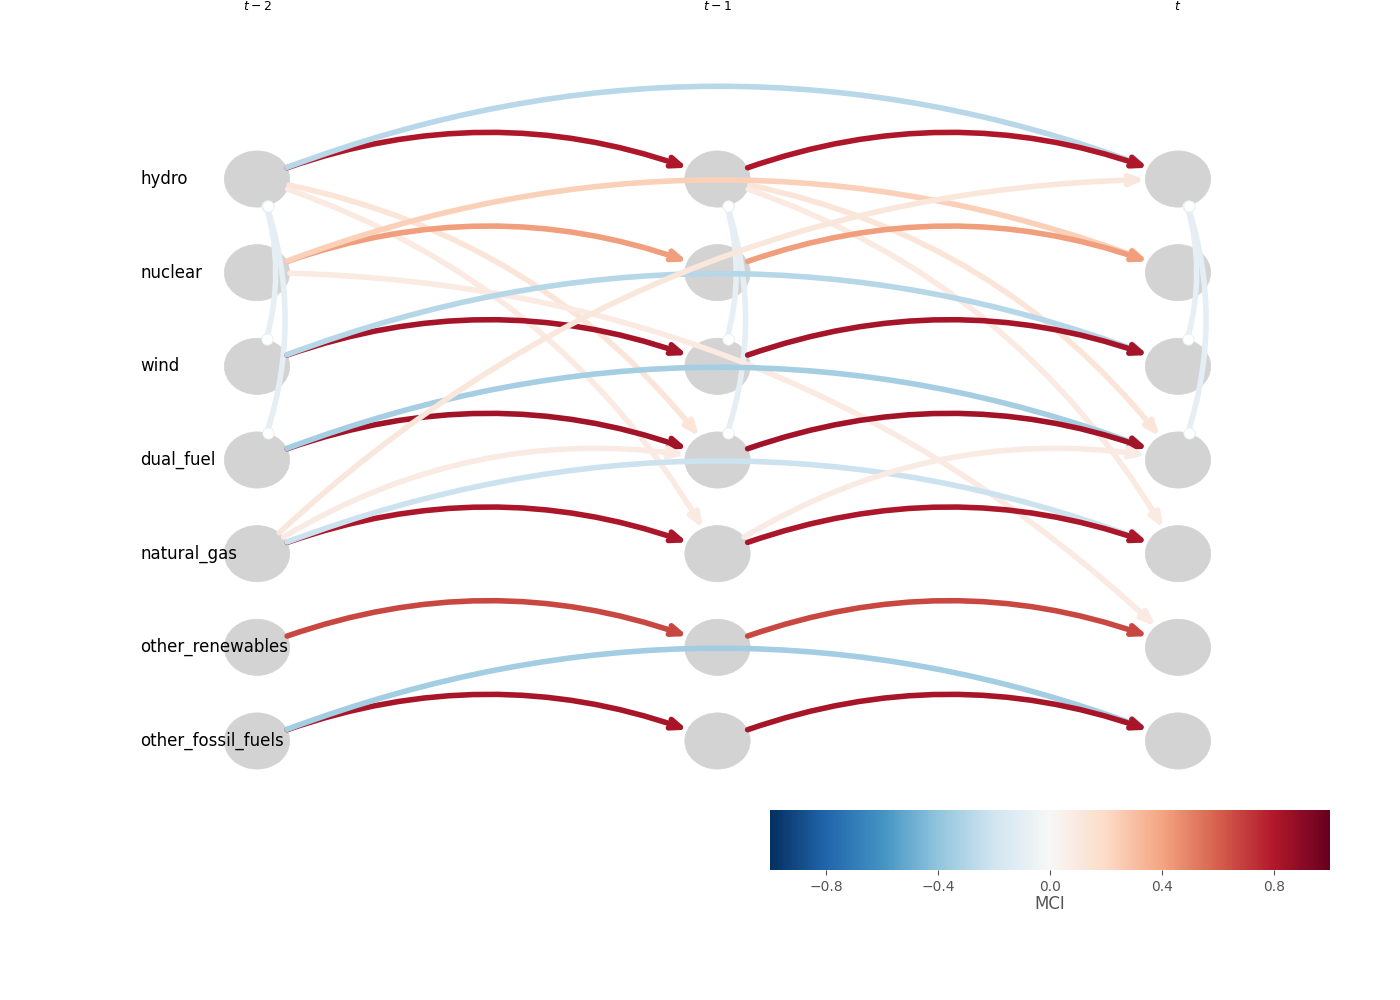 t − 2 t − 1 t
hydro
nuclear
wind
dual_fuel
natural_gas
other_renewables
other_fossil_fuels
−0.8 −0.4 0.0 0.4 0.8
MCI